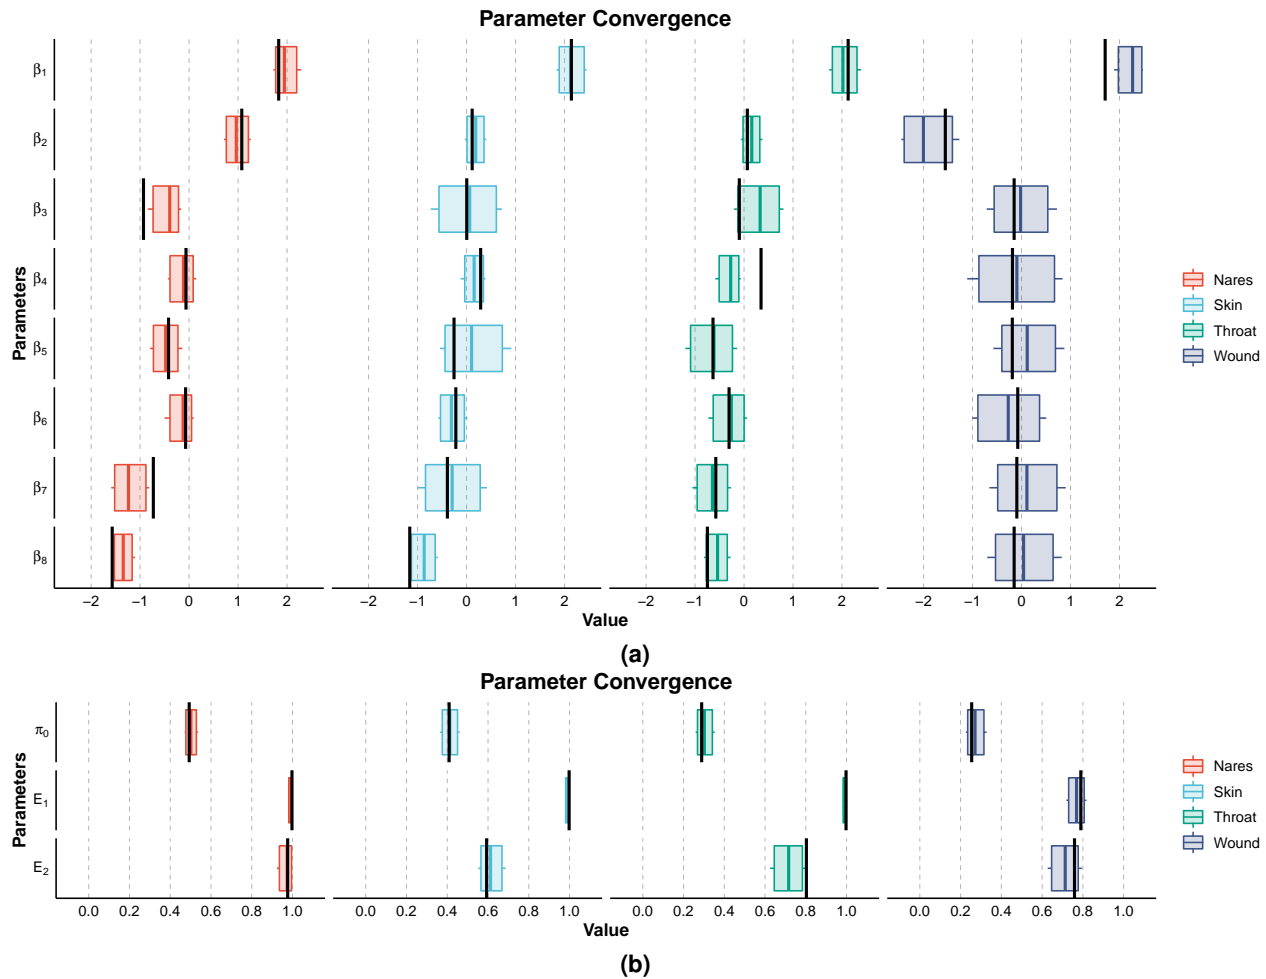 Parameter Convergence
β1
β2
β3
β4
β5
β6
β7
β8
Parameters
−2 −1 0 1 2 −2 −1 0 1 2 −2 −1 0 1 2 −2 −1 0 1 2
Value
Nares
Skin
Throat
Wound
(a)
Parameter Convergence
π0
E1
E2
Parameters
0.0 0.2 0.4 0.6 0.8 1.0 0.0 0.2 0.4 0.6 0.8 1.0 0.0 0.2 0.4 0.6 0.8 1.0 0.0 0.2 0.4 0.6 0.8 1.0
Value
Nares
Skin
Throat
Wound
(b)